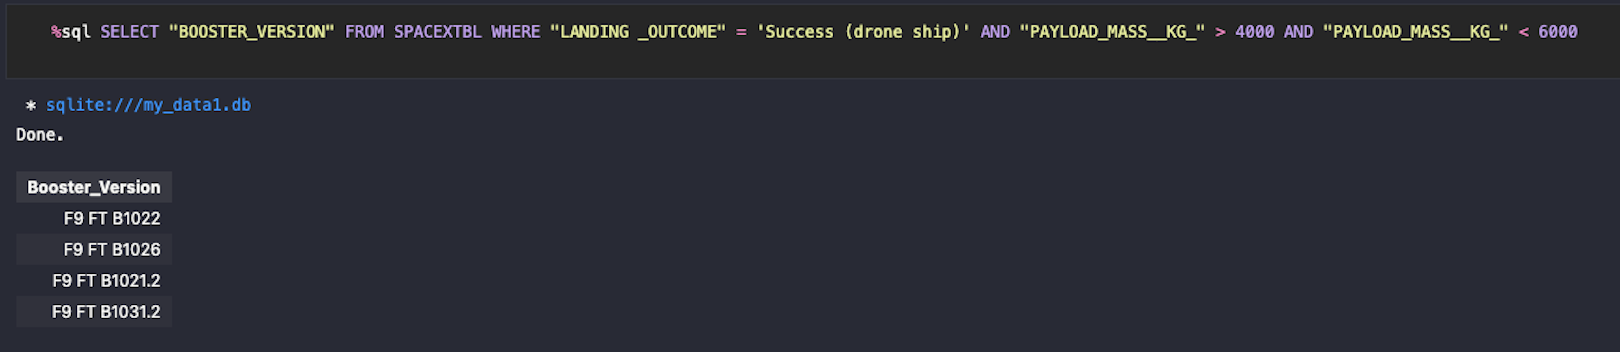 %sql SELECT "BOOSTER_VERSION" FROM SPACEXTBL WHERE "LANDING _OUTCOME" = 'Success (drone ship)' AND "PAYLOAD_MASS__KG_" > 4000 AND "PAYLOAD_MASS__KG_" < 6000
* sqlite:///my_data1.db
Done.
Booster_Version
F9 FT B1022
F9 FT B1026
F9 FT B1021.2
F9 FT B1031.2